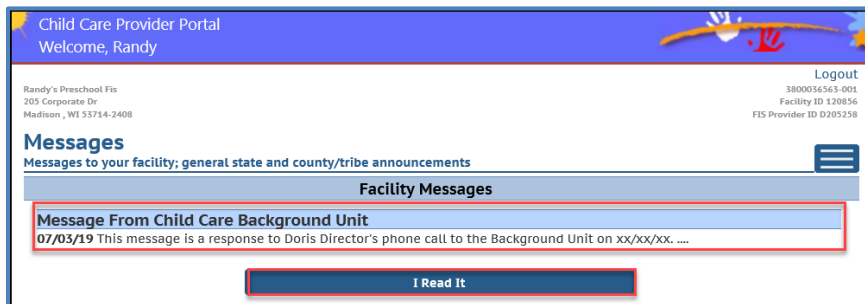 Child Care Provider Portal
Welcome, Randy
Logout
Randy's Preschool Fis
205 Corporate Dr
Madison , WI 53714-2408
3800036563-001
Facility ID 120856
FIS Provider ID D205258
Messages
Messages to your facility; general state and county/tribe announcements
Facility Messages
Message From Child Care Background Unit
07/03/19 This message is a response to Doris Director's phone call to the Background Unit on xx/xx/xx. ....
I Read It